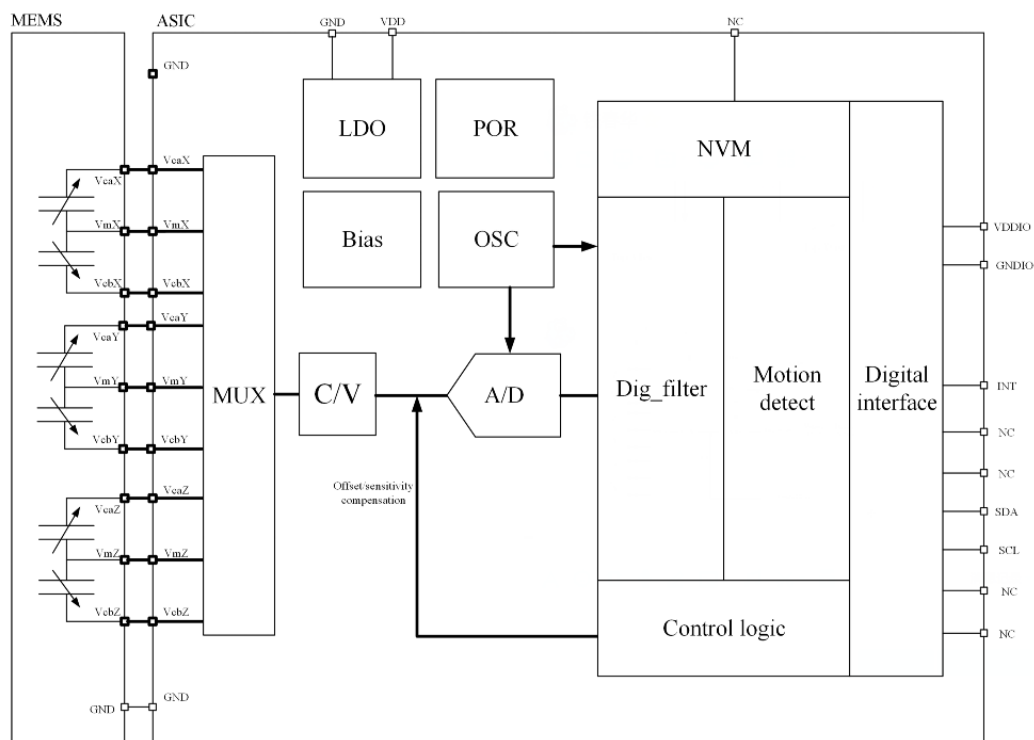 MEMS
ASIC
GND
VDD
NC
GND
LDO
POR
NVM
VcaX
VcaX
VmX
VmX
Bias
OSC
VDDIO
GNDIO
VcbX
VcbX
VcaY
VcaY
VmY
VmY
MUX
C/V
A/D
Dig_filter
Motion
detect
Digital
interface
INT
NC
VcbY
VcbY
NC
Offset/sensitivity
compensation
VcaZ
VcaZ
SDA
VmZ
VmZ
SCL
NC
VcbZ
VcbZ
Control logic
NC
GND
GND